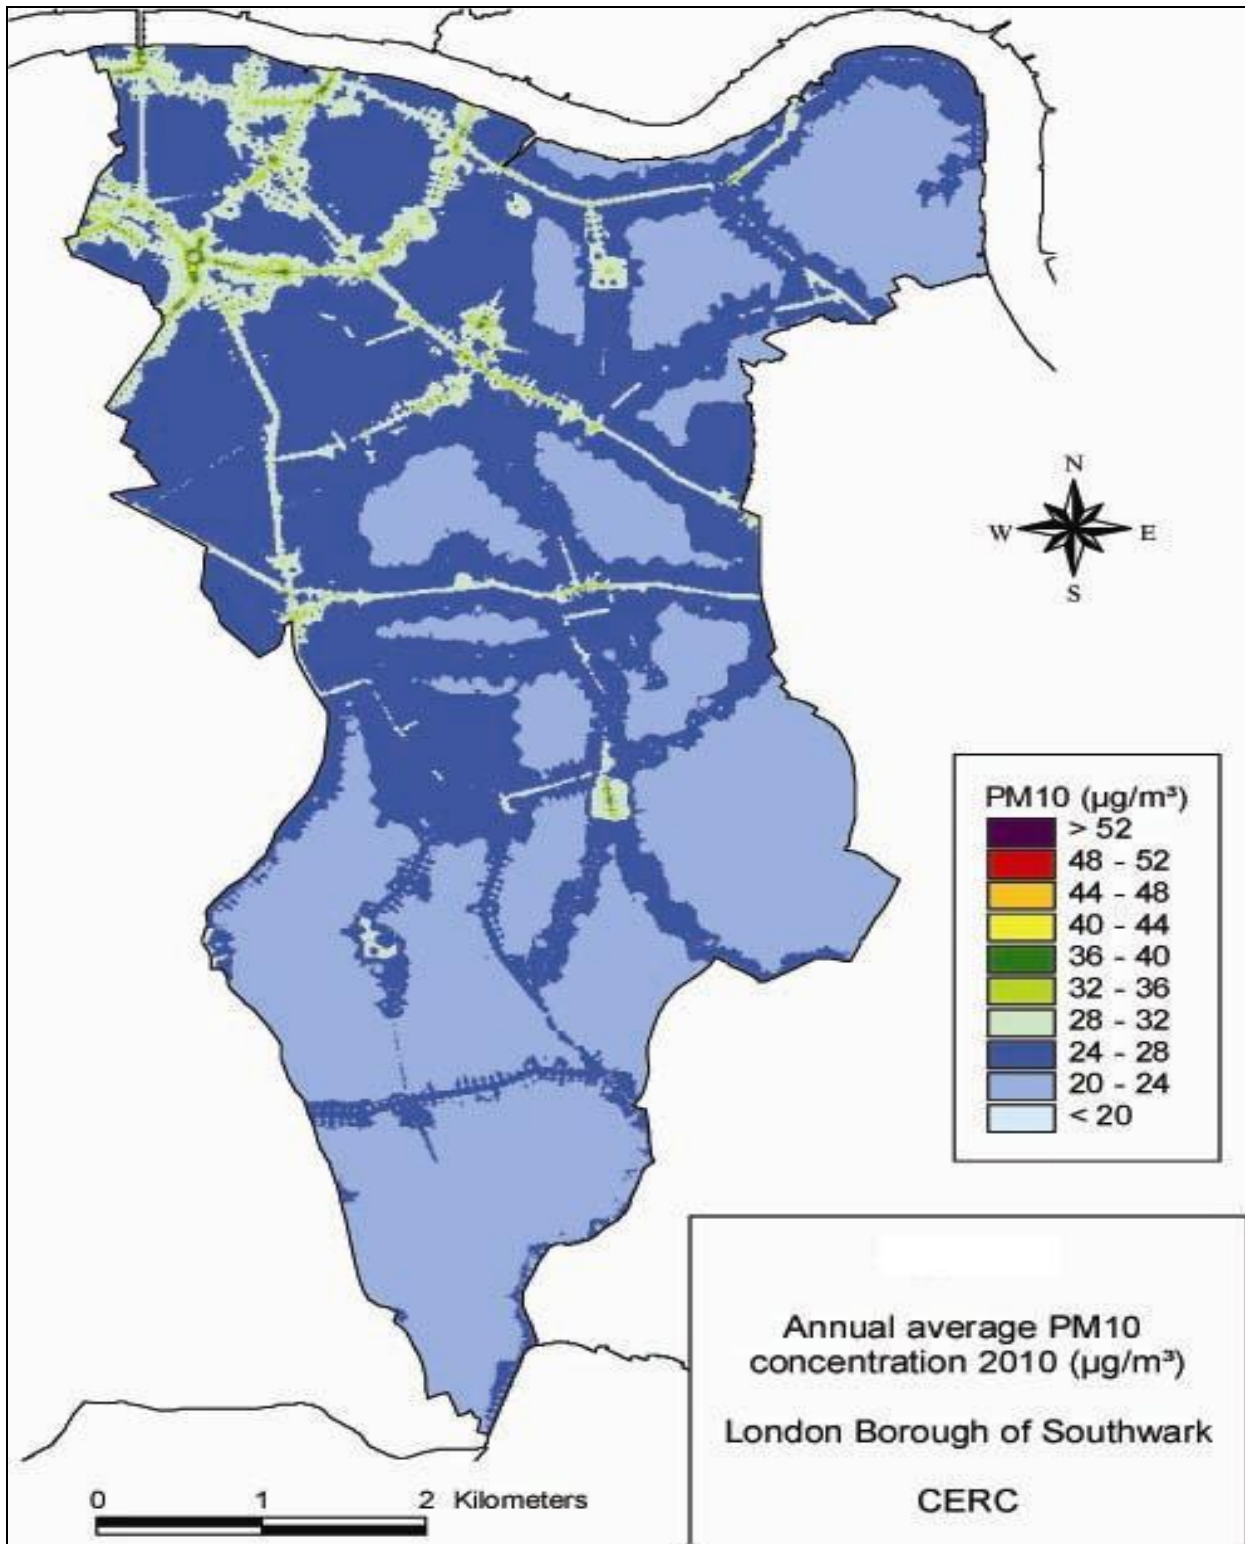 N
W E
S
PM10 (µg/m³)
> 52
48 - 52
44 - 48
40 - 44
36 - 40
32 - 36
28 - 32
24 - 28
20 - 24
< 20
Annual average PM10
concentration 2010 (µg/m³)
London Borough of Southwark
CERC
0 1 2 Kilometers